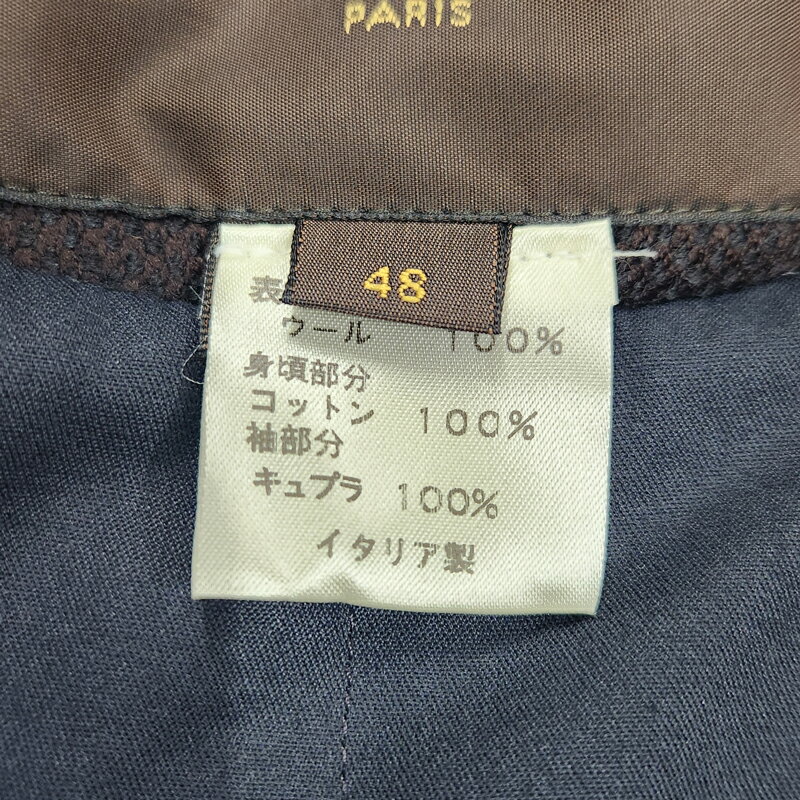 PARIS
48
表
ウール 100%
身頃部分
コットン 100%
袖部分
キュプラ 100%
イタリア製